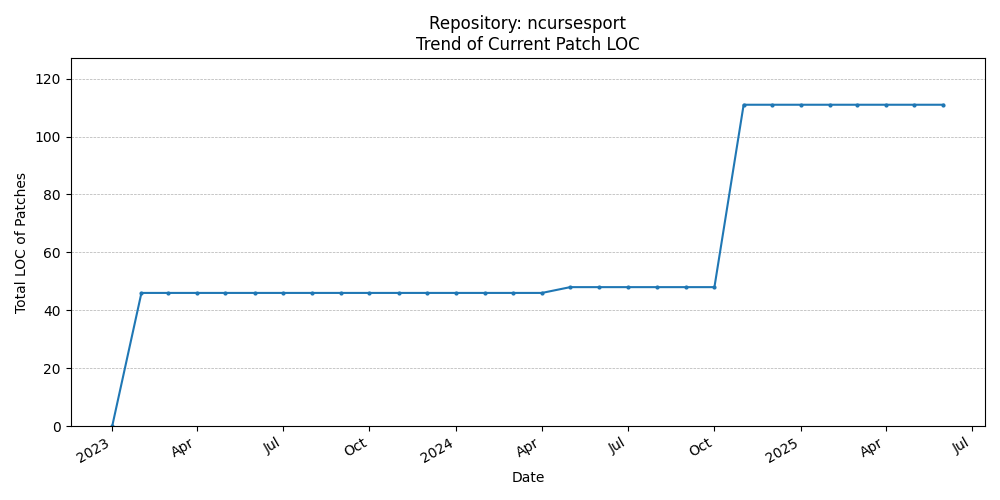 Repository: ncursesport
Trend of Current Patch LOC
Total LOC of Patches
120
100
80
60
40
20
0
2023
Apr
Jul
Oct
2024
Apr
Jul
Oct
2025
Apr
Jul
Date